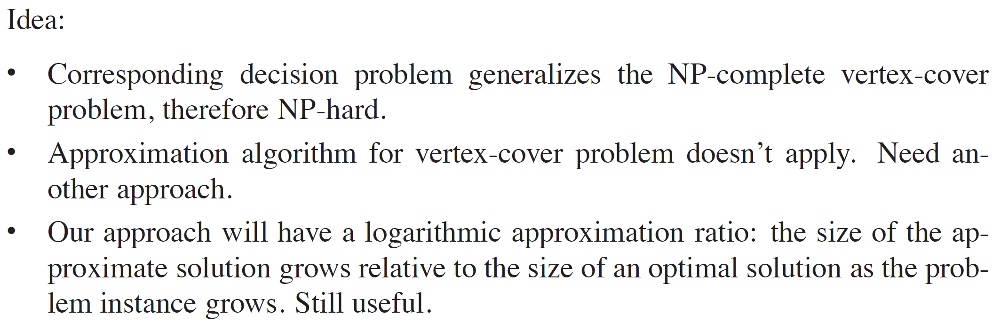 Idea:
• Corresponding decision problem generalizes the NP-complete vertex-cover
problem, therefore NP-hard.
• Approximation algorithm for vertex-cover problem doesn’t apply. Need an-
other approach.
• Our approach will have a logarithmic approximation ratio: the size of the ap-
proximate solution grows relative to the size of an optimal solution as the prob-
lem instance grows. Still useful.